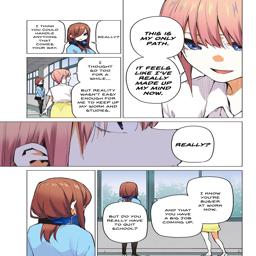 THIS IS
MY ONLY
PATH.
IT FEELS
LIKE I'VE
REALLY
MADE UP
MY MIND
NOW.
REALLY?
I THINK
YOU COULD
HANDLE
ANYTHING
THAT
COMES
YOUR WAY.
I
THOUGHT
SO TOO
FOR A
WHILE...
BUT REALITY
WASN'T EASY
ENOUGH FOR
ME TO KEEP UP
MY WORK AND
STUDIES.
REALLY?
I KNOW
YOU'RE
BUSIER
AT WORK
NOW.
AND THAT
YOU HAVE
A BIG JOB
COMING UP.
BUT DO YOU
REALLY HAVE
TO QUIT
SCHOOL?